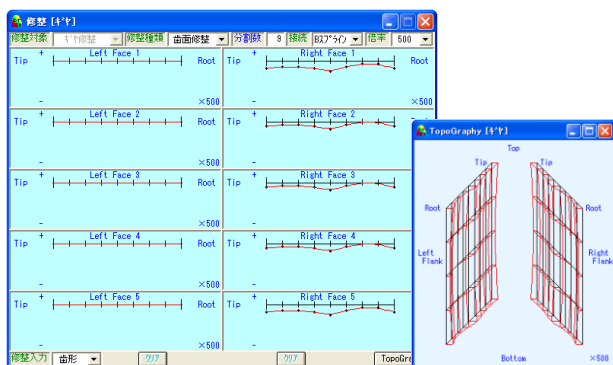 修整 [ｷﾞﾔ]
修整対象 ｷﾞﾔ修整 修整種類 歯面修整 分割数 9 接続 Bｽﾌﾟﾗｲﾝ 倍率 500
Tip + Left Face 1 Root Tip + Right Face 1 Root
- ×500 - ×500
Tip + Left Face 2 Root Tip + Right Face 2
- ×500 -
Tip + Left Face 3 Root Tip + Right Face 3
- ×500 -
Tip + Left Face 4 Root Tip + Right Face 4
- ×500 -
Tip + Left Face 5 Root Tip + Right Face 5
- ×500 -
修整入力 歯形 ｸﾘｱ ｸﾘｱ TopoGra
TopoGraphy [ｷﾞﾔ]
Top
Tip Tip
Root Root
Left Flank Right Flank
Bottom ×500